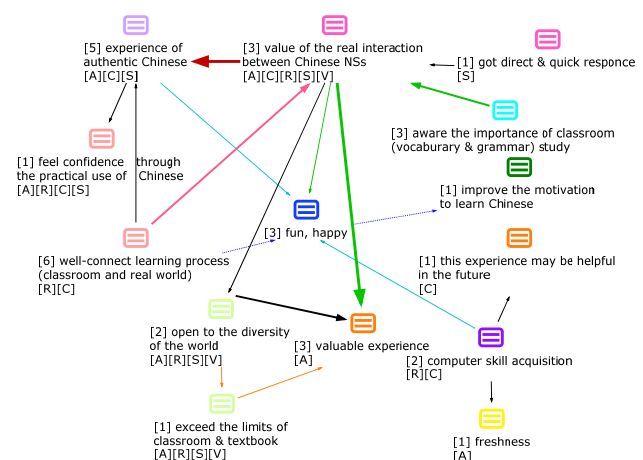 [5] experience of
authentic Chinese
[A][C][S]
[3] value of the real interaction
between Chinese NSs
[A][C][R][S][V]
[1] got direct & quick responce
[S]
[3] aware the importance of classroom
(vocaburary & grammar) study
[1] feel confidence through
the practical use of Chinese
[A][R][C][S]
[1] improve the motivation
to learn Chinese
[3] fun, happy
[6] well-connect learning process
(classroom and real world)
[R][C]
[1] this experience may be helpful
in the future
[C]
[2] open to the diversity
of the world
[A][R][S][V]
[3] valuable experience
[A]
[2] computer skill acquisition
[R][C]
[1] exceed the limits of
classroom & textbook
[A][R][S][V]
[1] freshness
[A]